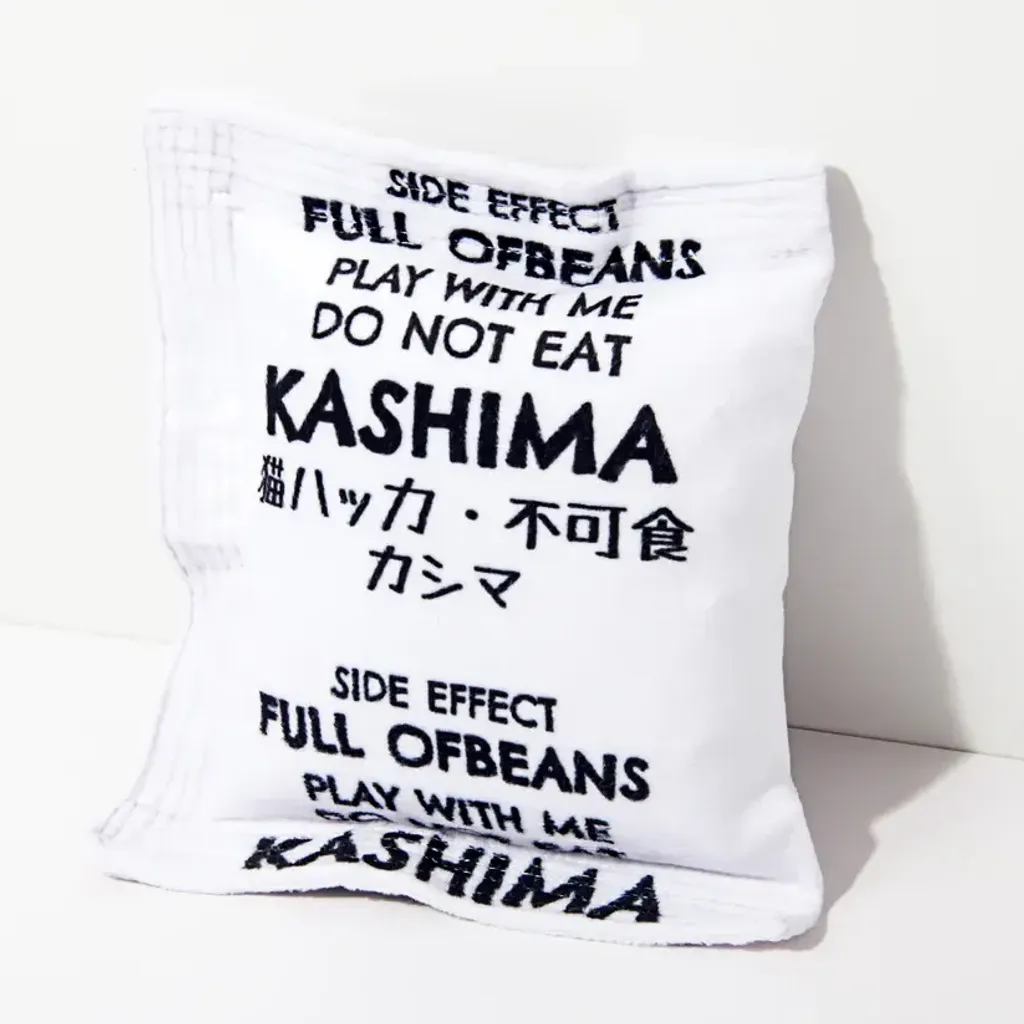 SIDE EFFECT
FULL OFBEANS
PLAY WITH ME
DO NOT EAT
KASHIMA
猫ハッカ・不可食
カシマ
SIDE EFFECT
FULL OFBEANS
PLAY WITH ME
KASHIMA